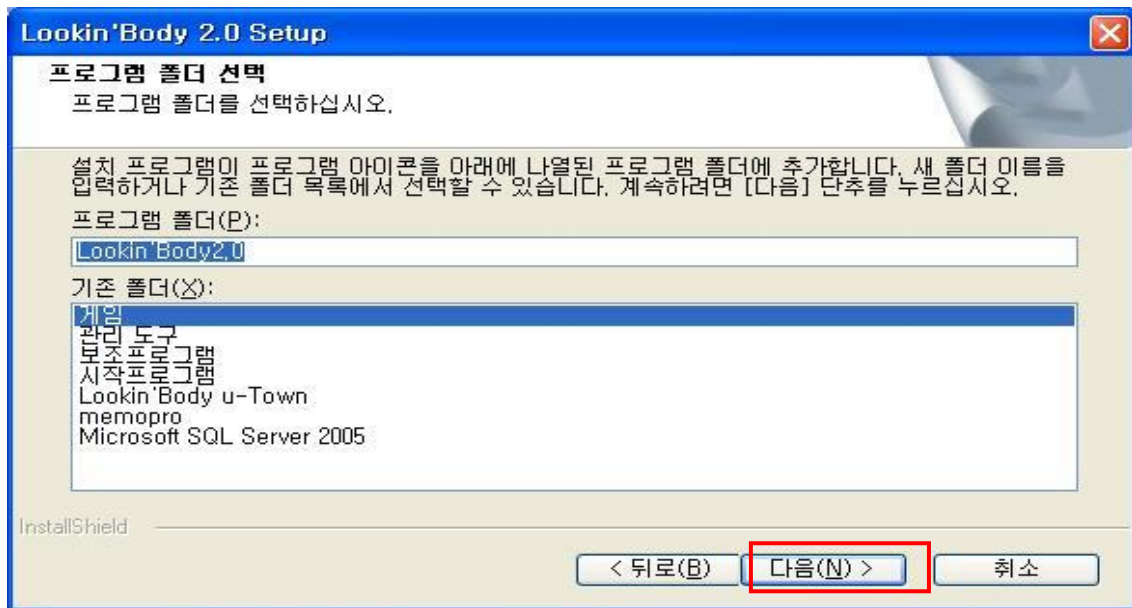 Lookin'Body 2.0 Setup
프로그램 폴더 선택
프로그램 폴더를 선택하십시오.
설치 프로그램이 프로그램 아이콘을 아래에 나열된 프로그램 폴더에 추가합니다. 새 폴더 이름을
입력하거나 기존 폴더 목록에서 선택할 수 있습니다. 계속하려면 [다음] 단추를 누르십시오.
프로그램 폴더(P):
Lookin'Body2.0
기존 폴더(X):
게임
관리 도구
보조프로그램
시작프로그램
Lookin'Body u-Town
memopro
Microsoft SQL Server 2005
InstallShield
< 뒤로(B) 다음(N) > 취소